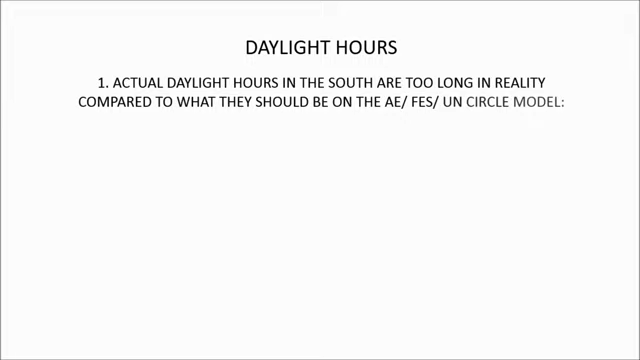 DAYLIGHT HOURS
1. ACTUAL DAYLIGHT HOURS IN THE SOUTH ARE TOO LONG IN REALITY
COMPARED TO WHAT THEY SHOULD BE ON THE AE/ FES/ UN CIRCLE MODEL: